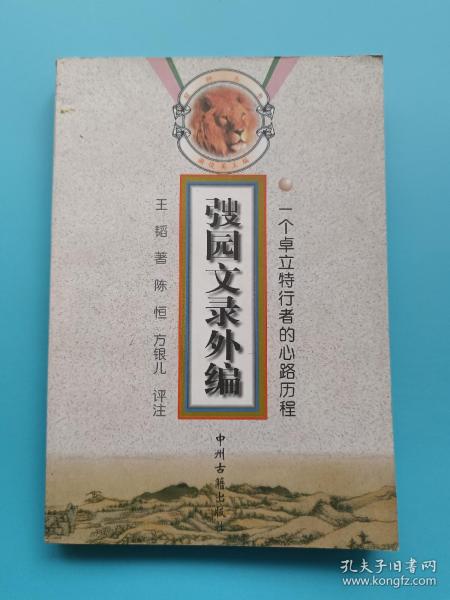 一个卓立特行者的心路历程
弢园文录外编
王韬著 陈恒 方银儿 评注
中州古籍出版社
孔夫子旧书网
www.kongfz.com